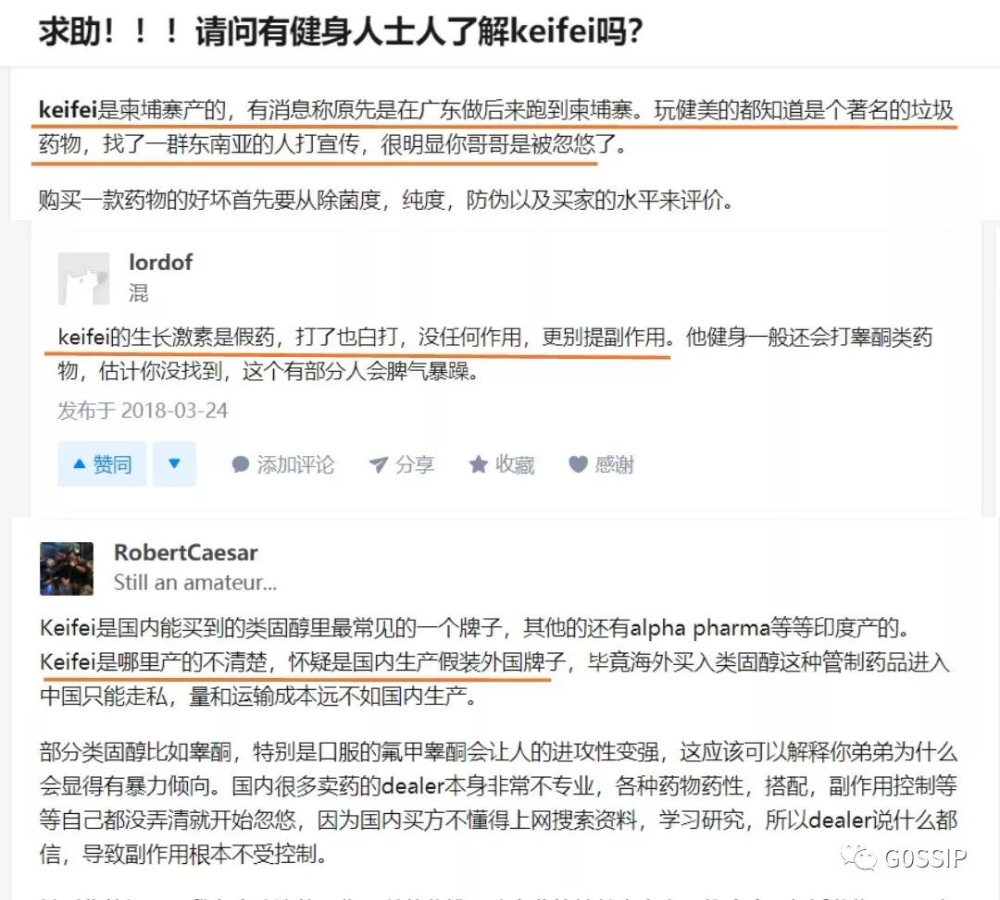 求助！！！请问有健身人士人了解keifei吗？
keifei是柬埔寨产的，有消息称原先是在广东做后来跑到柬埔寨。玩健美的都知道是个著名的垃圾
药物，找了一群东南亚的人打宣传，很明显你哥哥是被忽悠了。
购买一款药物的好坏首先要从除菌度，纯度，防伪以及买家的水平来评价。
lordof
混
keifei的生长激素是假药，打了也白打，没任何作用，更别提副作用。他健身一般还会打睾酮类药
物，估计你没找到，这个有部分人会脾气暴躁。
发布于 2018-03-24
赞同 添加评论 分享 收藏 感谢
RobertCaesar
Still an amateur...
Keifei是国内能买到的类固醇里最常见的一个牌子，其他的还有alpha pharma等等印度产的。
Keifei是哪里产的不清楚，怀疑是国内生产假装外国牌子，毕竟海外买入类固醇这种管制药品进入
中国只能走私，量和运输成本远不如国内生产。
部分类固醇比如睾酮，特别是口服的氟甲睾酮会让人的进攻性变强，这应该可以解释你弟弟为什么
会显得有暴力倾向。国内很多卖药的dealer本身非常不专业，各种药物药性，搭配，副作用控制等
等自己都没弄清就开始忽悠，因为国内买方不懂得上网搜索资料，学习研究，所以dealer说什么都
信，导致副作用根本不受控制。
G0SSIP